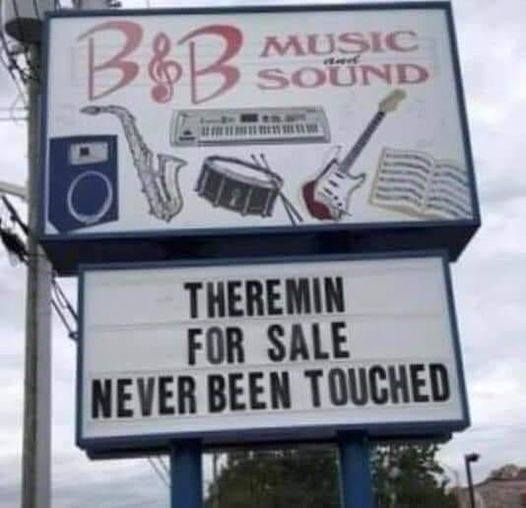 B&B MUSIC
and
SOUND
THEREMIN
FOR SALE
NEVER BEEN TOUCHED